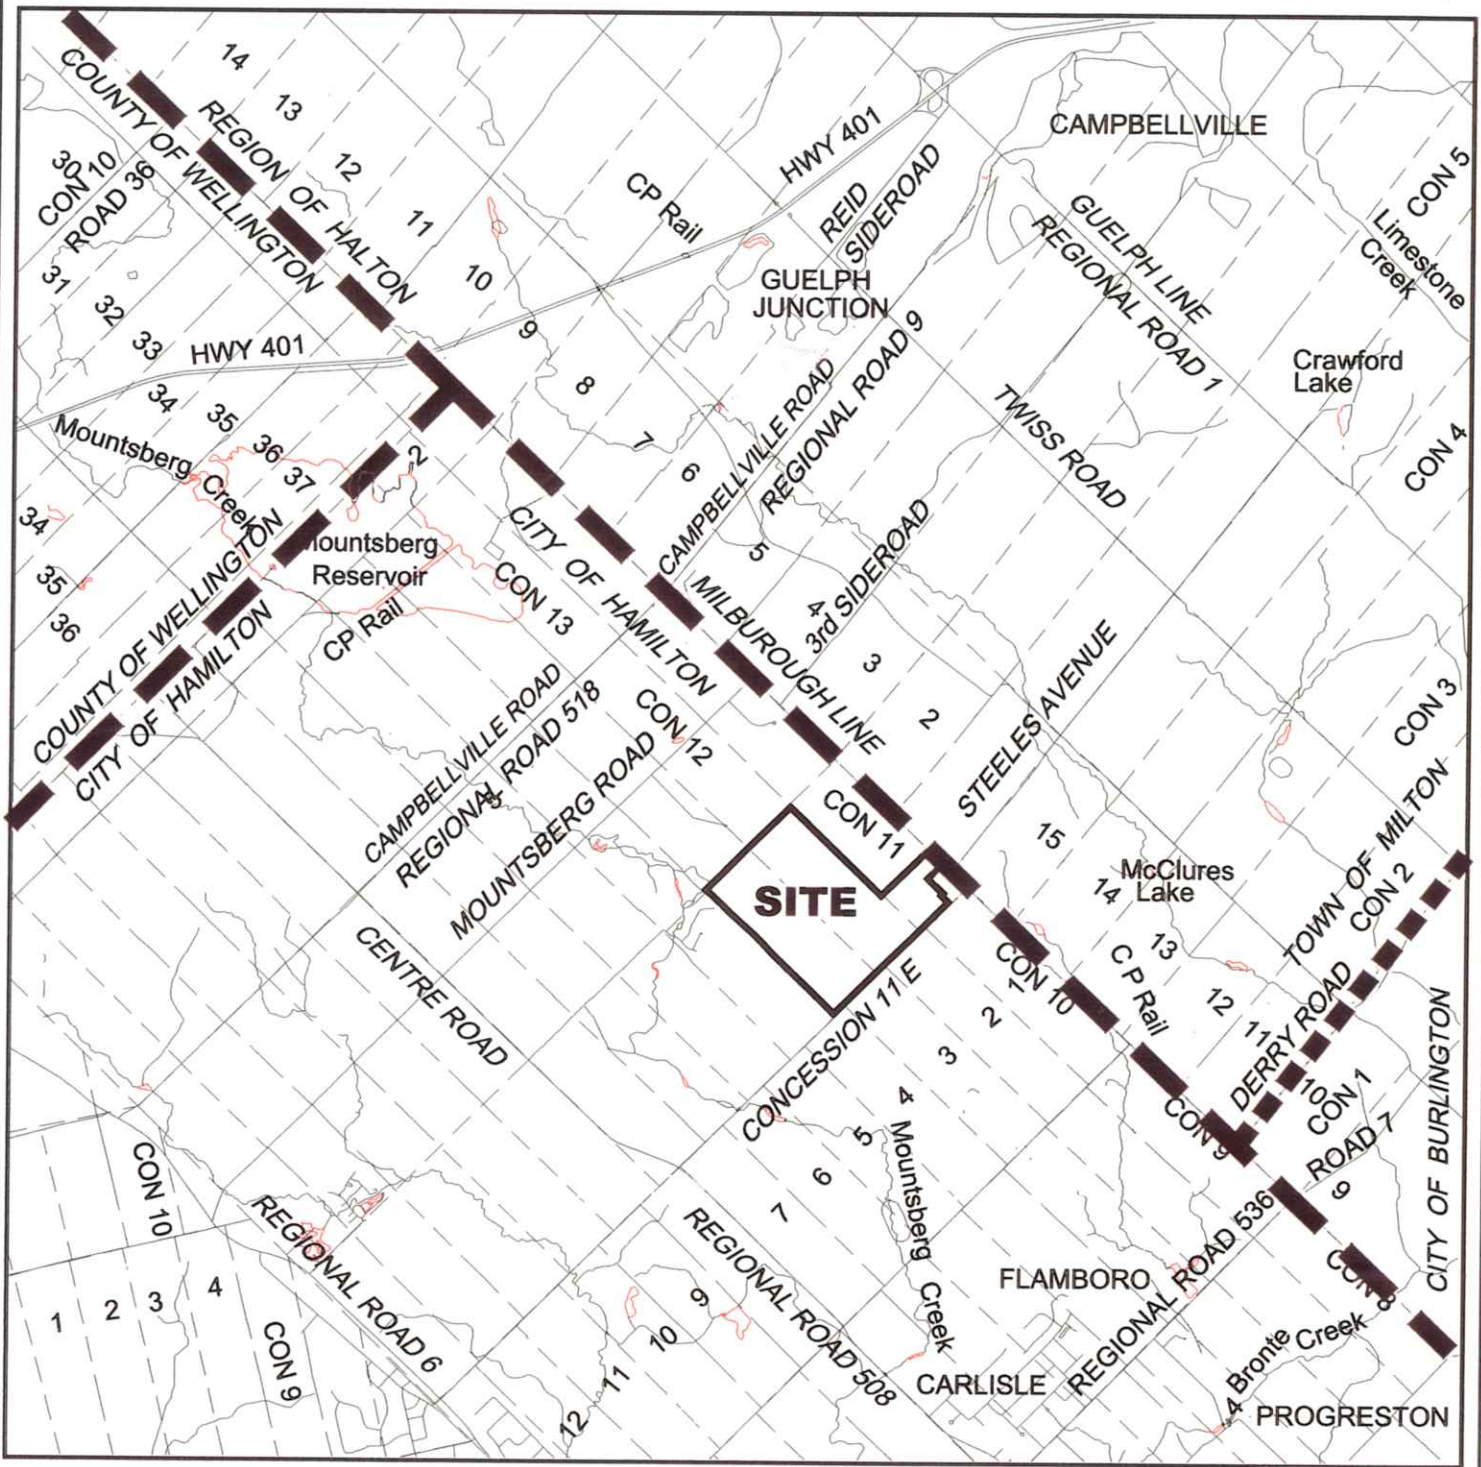 14
COUNTY OF WELLINGTON
REGION OF HALTON
13
12
11
10
9
8
7
6
5
4
3
2
30
CON 10
ROAD 36
31
32
33
HWY 401
34
35
36
37
Mountsberg
Creek
34
35
36
2
CP Rail
HWY 401
REID
SIDEROAD
CAMPBELLVILLE
GUELPH
JUNCTION
GUELPH LINE
REGIONAL ROAD 1
CON 5
Limestone
Creek
Crawford
Lake
CAMPBELLVILLE ROAD
REGIONAL ROAD 9
TWISS ROAD
CON 4
3rd SIDEROAD
CITY OF HAMILTON
MILBOROUGH LINE
Mountsberg
Reservoir
CON 13
CP Rail
COUNTY OF WELLINGTON
CITY OF HAMILTON
STEELES AVENUE
CON 3
CAMPBELLVILLE ROAD
REGIONAL ROAD 518
5
CON 12
MOUNTSBERG ROAD
CON 11
SITE
15
McClures
Lake
14
13
12
11
10
TOWN OF MILTON
CON 2
CENTRE ROAD
CON 10
C P Rail
DERRY ROAD
CON 1
ROAD 7
9
CITY OF BURLINGTON
CONCESSION 11 E
1
2
3
4
5
6
7
Mountsberg Creek
CON 9
CON 8
CON 10
REGIONAL ROAD 6
1
2
3
4
CON 9
REGIONAL ROAD 508
9
10
11
12
FLAMBORO
REGIONAL ROAD 536
CARLISLE
Bronte Creek
4
PROGRESTON